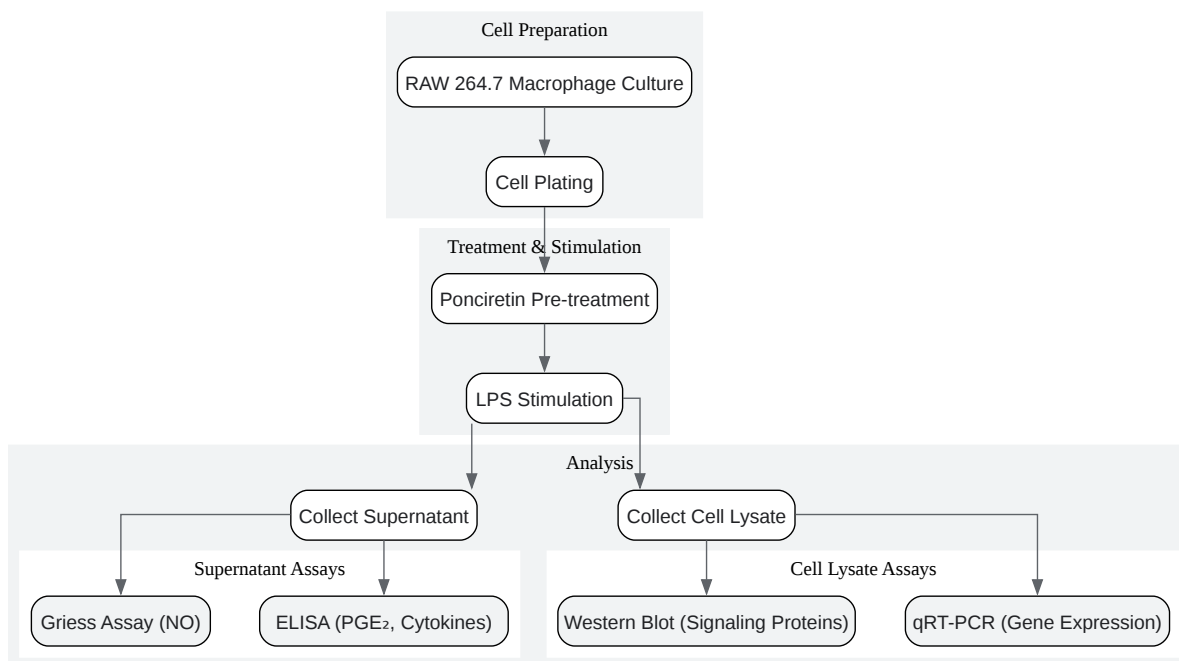 Cell Preparation
RAW 264.7 Macrophage Culture
Cell Plating
Treatment & Stimulation
Ponciretin Pre-treatment
LPS Stimulation
Analysis
Collect Supernatant
Collect Cell Lysate
Supernatant Assays
Cell Lysate Assays
Griess Assay (NO)
ELISA (PGE₂, Cytokines)
Western Blot (Signaling Proteins)
qRT-PCR (Gene Expression)